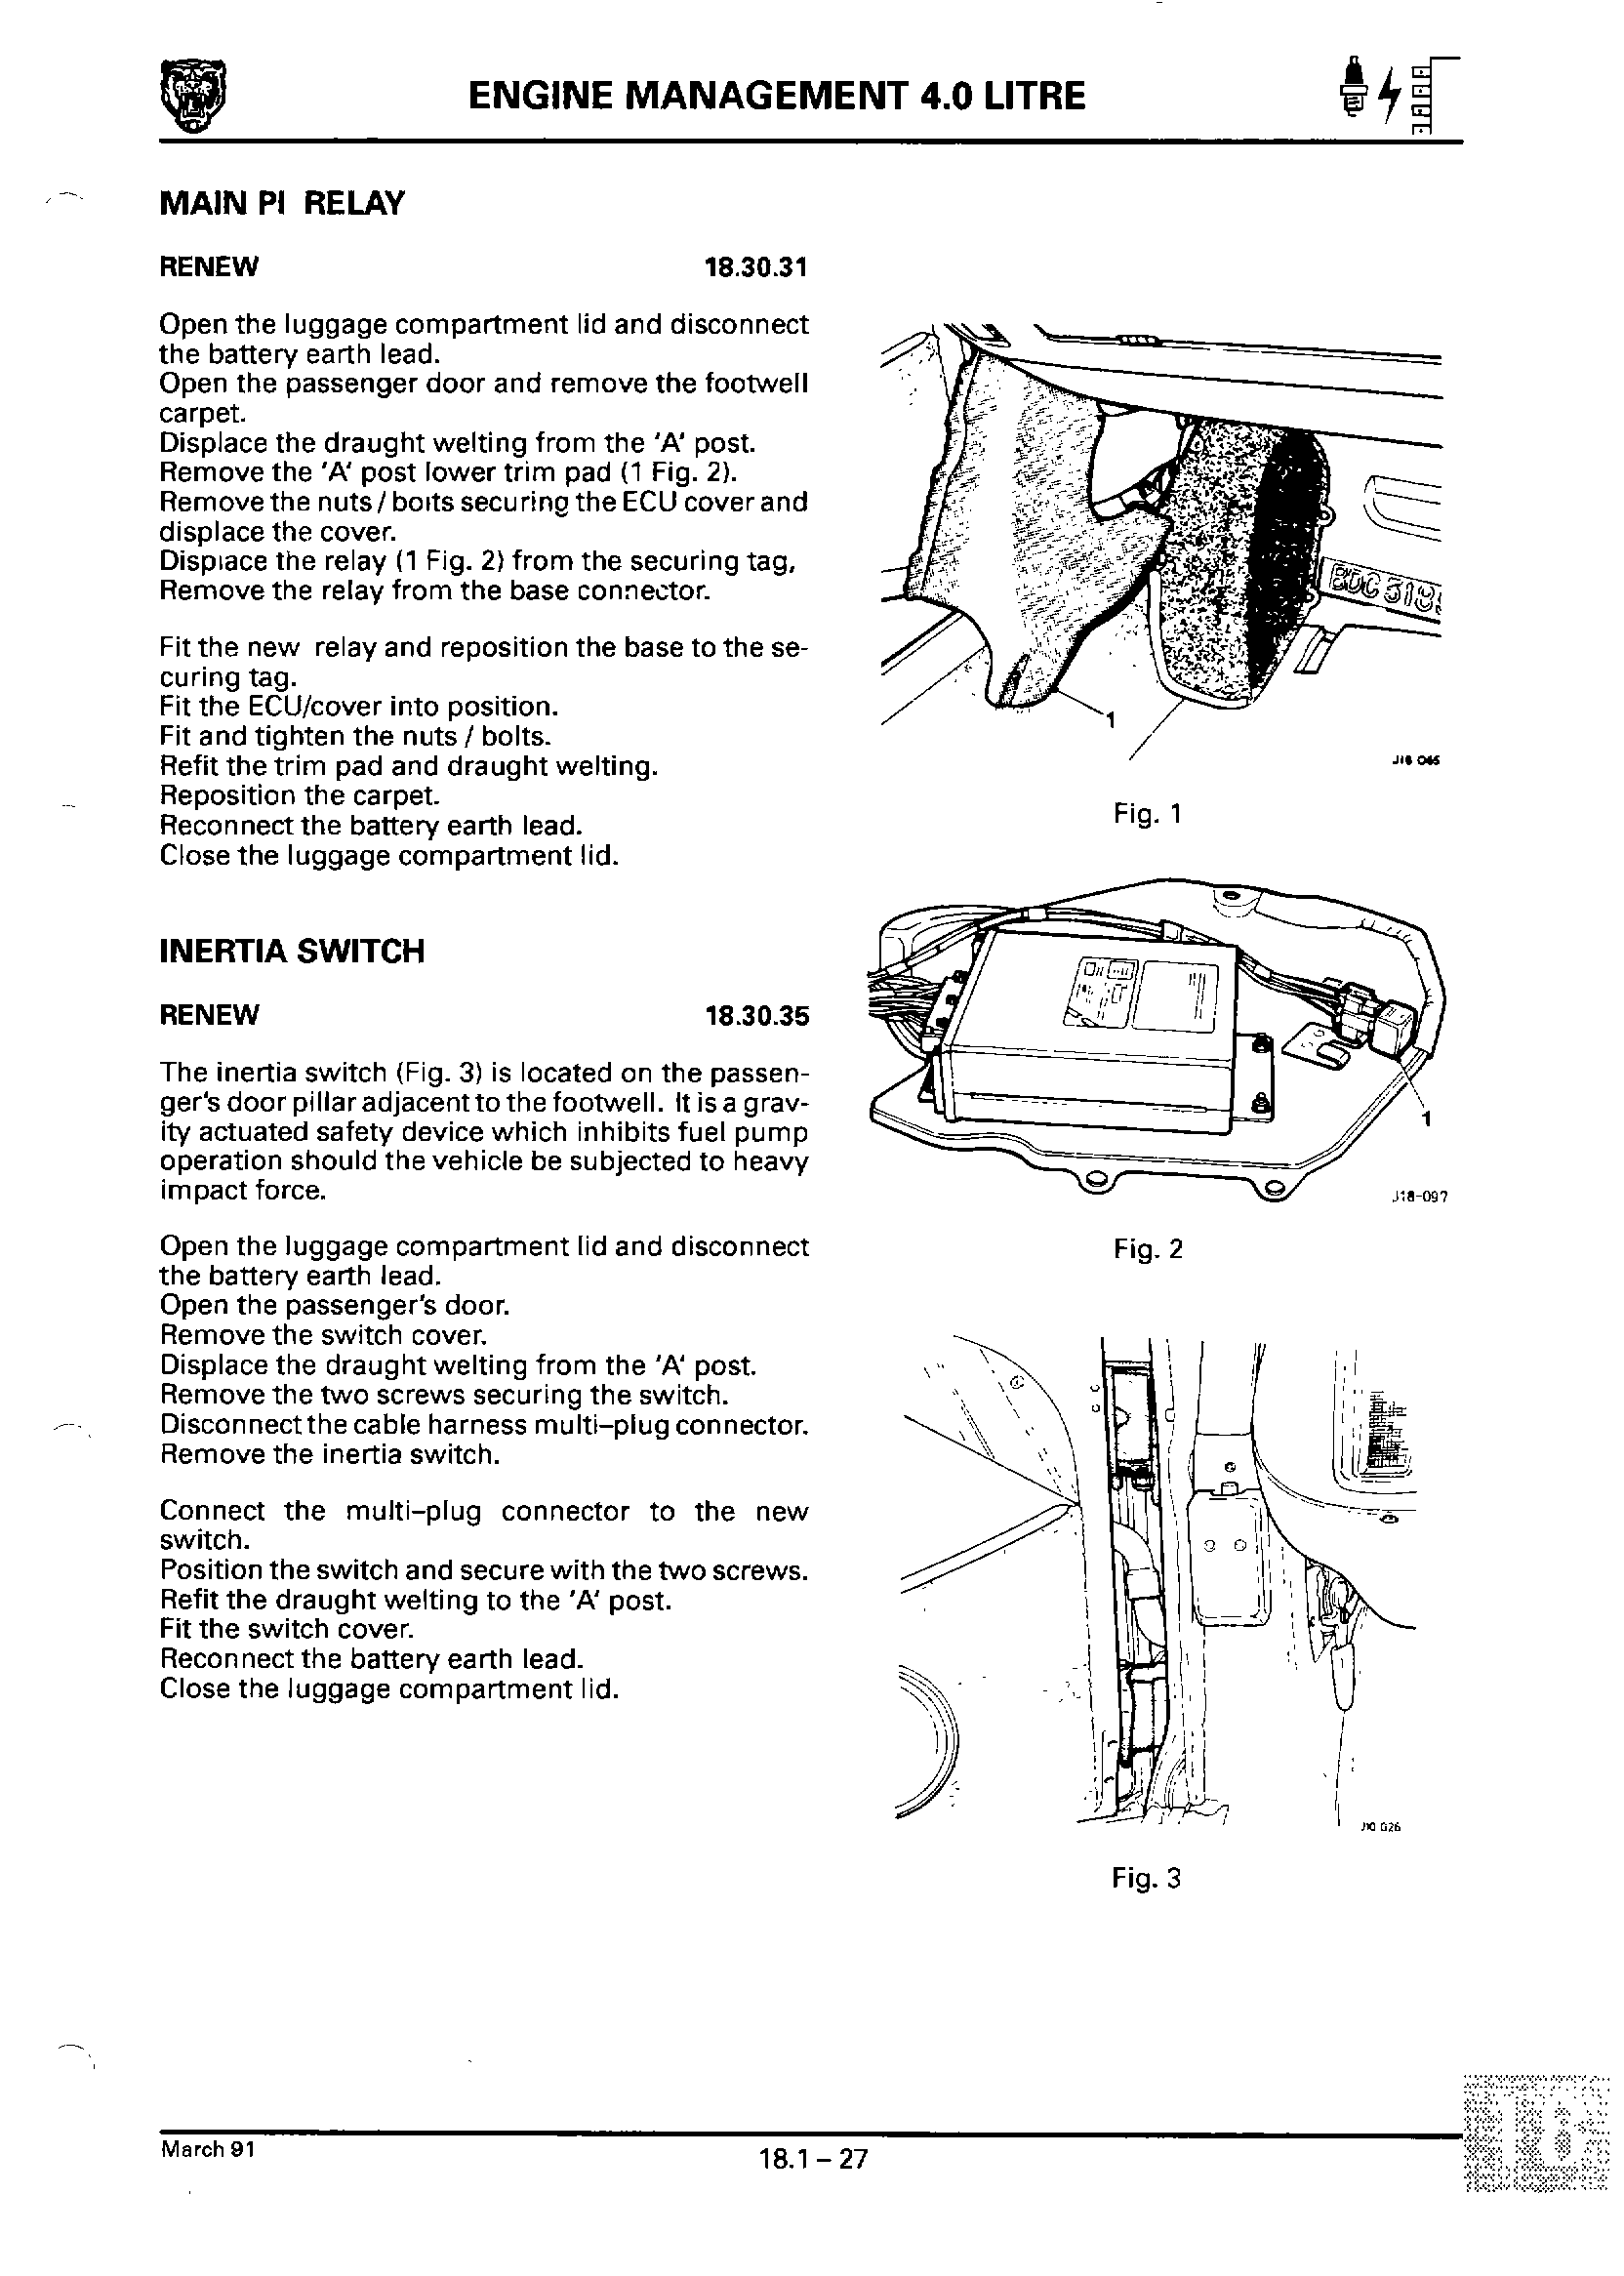 ENGINE MANAGEMENT 4.0 LITRE
MAIN PI RELAY
RENEW 18.30.31
Open the luggage compartment lid and disconnect
the battery earth lead.
Open the passenger door and remove the footwell
carpet.
Displace the draught welting from the 'A' post.
Remove the 'A' post lower trim pad (1 Fig. 2).
Remove the nuts / bolts securing the ECU cover and
displace the cover.
Displace the relay (1 Fig. 2) from the securing tag,
Remove the relay from the base connector.
Fit the new relay and reposition the base to the se-
curing tag.
Fit the ECU/cover into position.
Fit and tighten the nuts / bolts.
Refit the trim pad and draught welting.
Reposition the carpet.
Reconnect the battery earth lead.
Close the luggage compartment lid.
INERTIA SWITCH
RENEW 18.30.35
The inertia switch (Fig. 3) is located on the passen-
ger's door pillar adjacent to the footwell. It is a grav-
ity actuated safety device which inhibits fuel pump
operation should the vehicle be subjected to heavy
impact force.
Open the luggage compartment lid and disconnect
the battery earth lead.
Open the passenger's door.
Remove the switch cover.
Displace the draught welting from the 'A' post.
Remove the two screws securing the switch.
Disconnect the cable harness multi–plug connector.
Remove the inertia switch.
Connect the multi–plug connector to the new
switch.
Position the switch and secure with the two screws.
Refit the draught welting to the 'A' post.
Fit the switch cover.
Reconnect the battery earth lead.
Close the luggage compartment lid.
BDC 318
1
Fig. 1
1
J18-097
Fig. 2
J10 026
Fig. 3
March 91
18.1 – 27